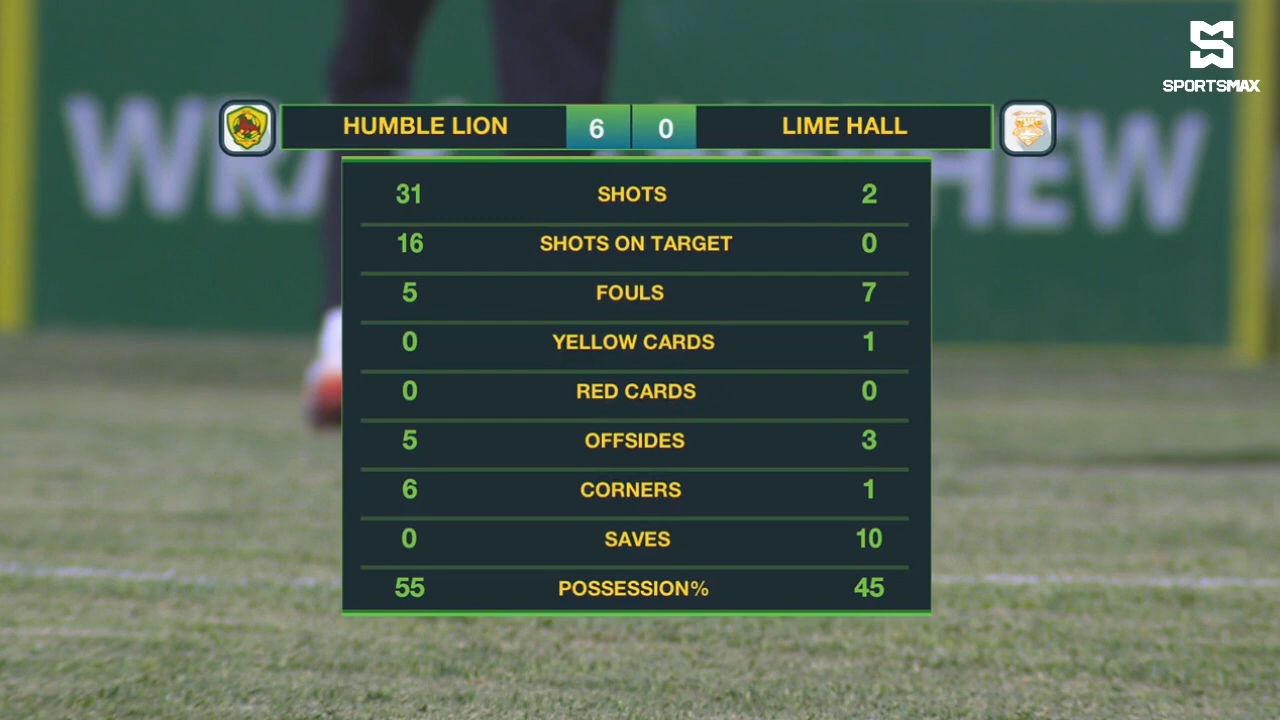 SPORTSMAX
HUMBLE LION 6 0 LIME HALL
31 SHOTS 2
16 SHOTS ON TARGET 0
5 FOULS 7
0 YELLOW CARDS 1
0 RED CARDS 0
5 OFFSIDES 3
6 CORNERS 1
0 SAVES 10
55 POSSESSION% 45